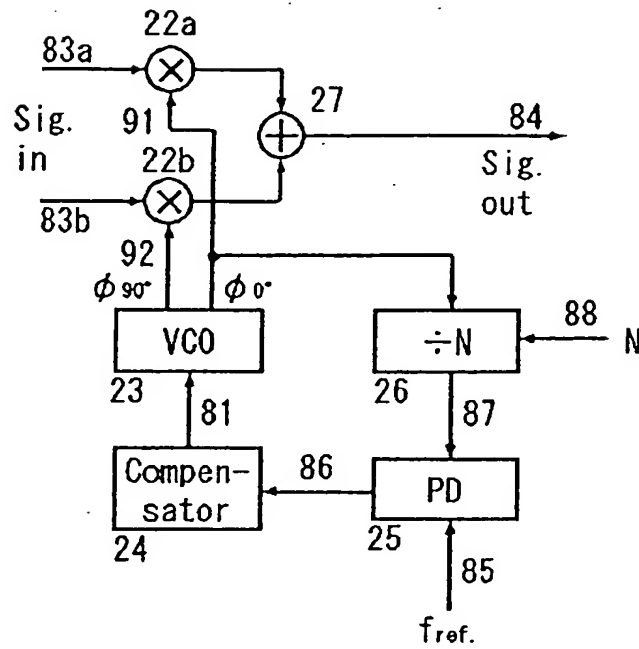 22a
83a
27
84
Sig.
in
91
22b
Sig.
out
83b
92
φ90°
φ0°
88
N
VCO
÷N
23
81
26
87
Compen-
sator
86
PD
24
25
85
fref.